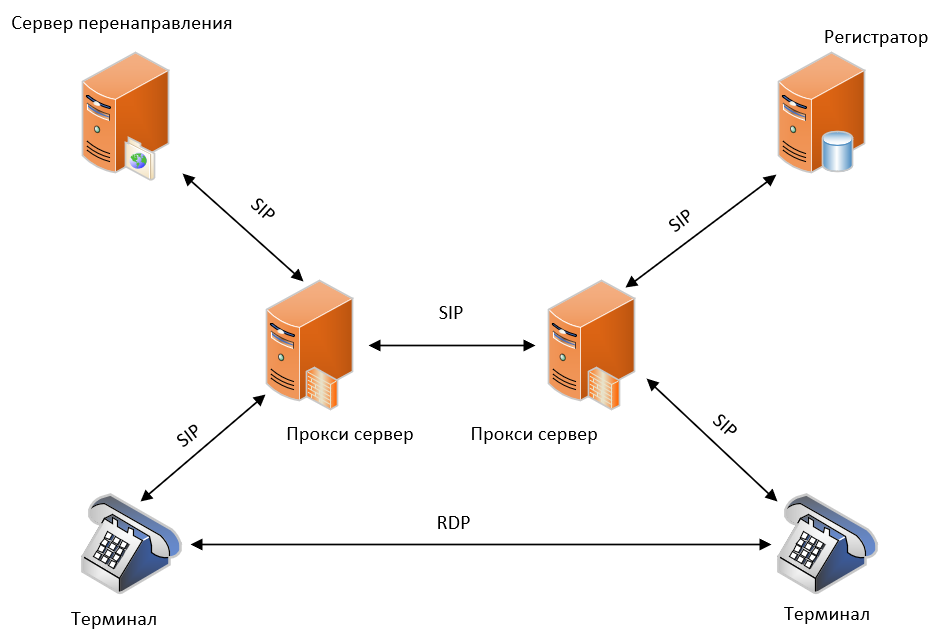 Сервер перенаправления
Регистратор
SIP
SIP
SIP
Прокси сервер
Прокси сервер
SIP
SIP
RDP
Терминал
Терминал